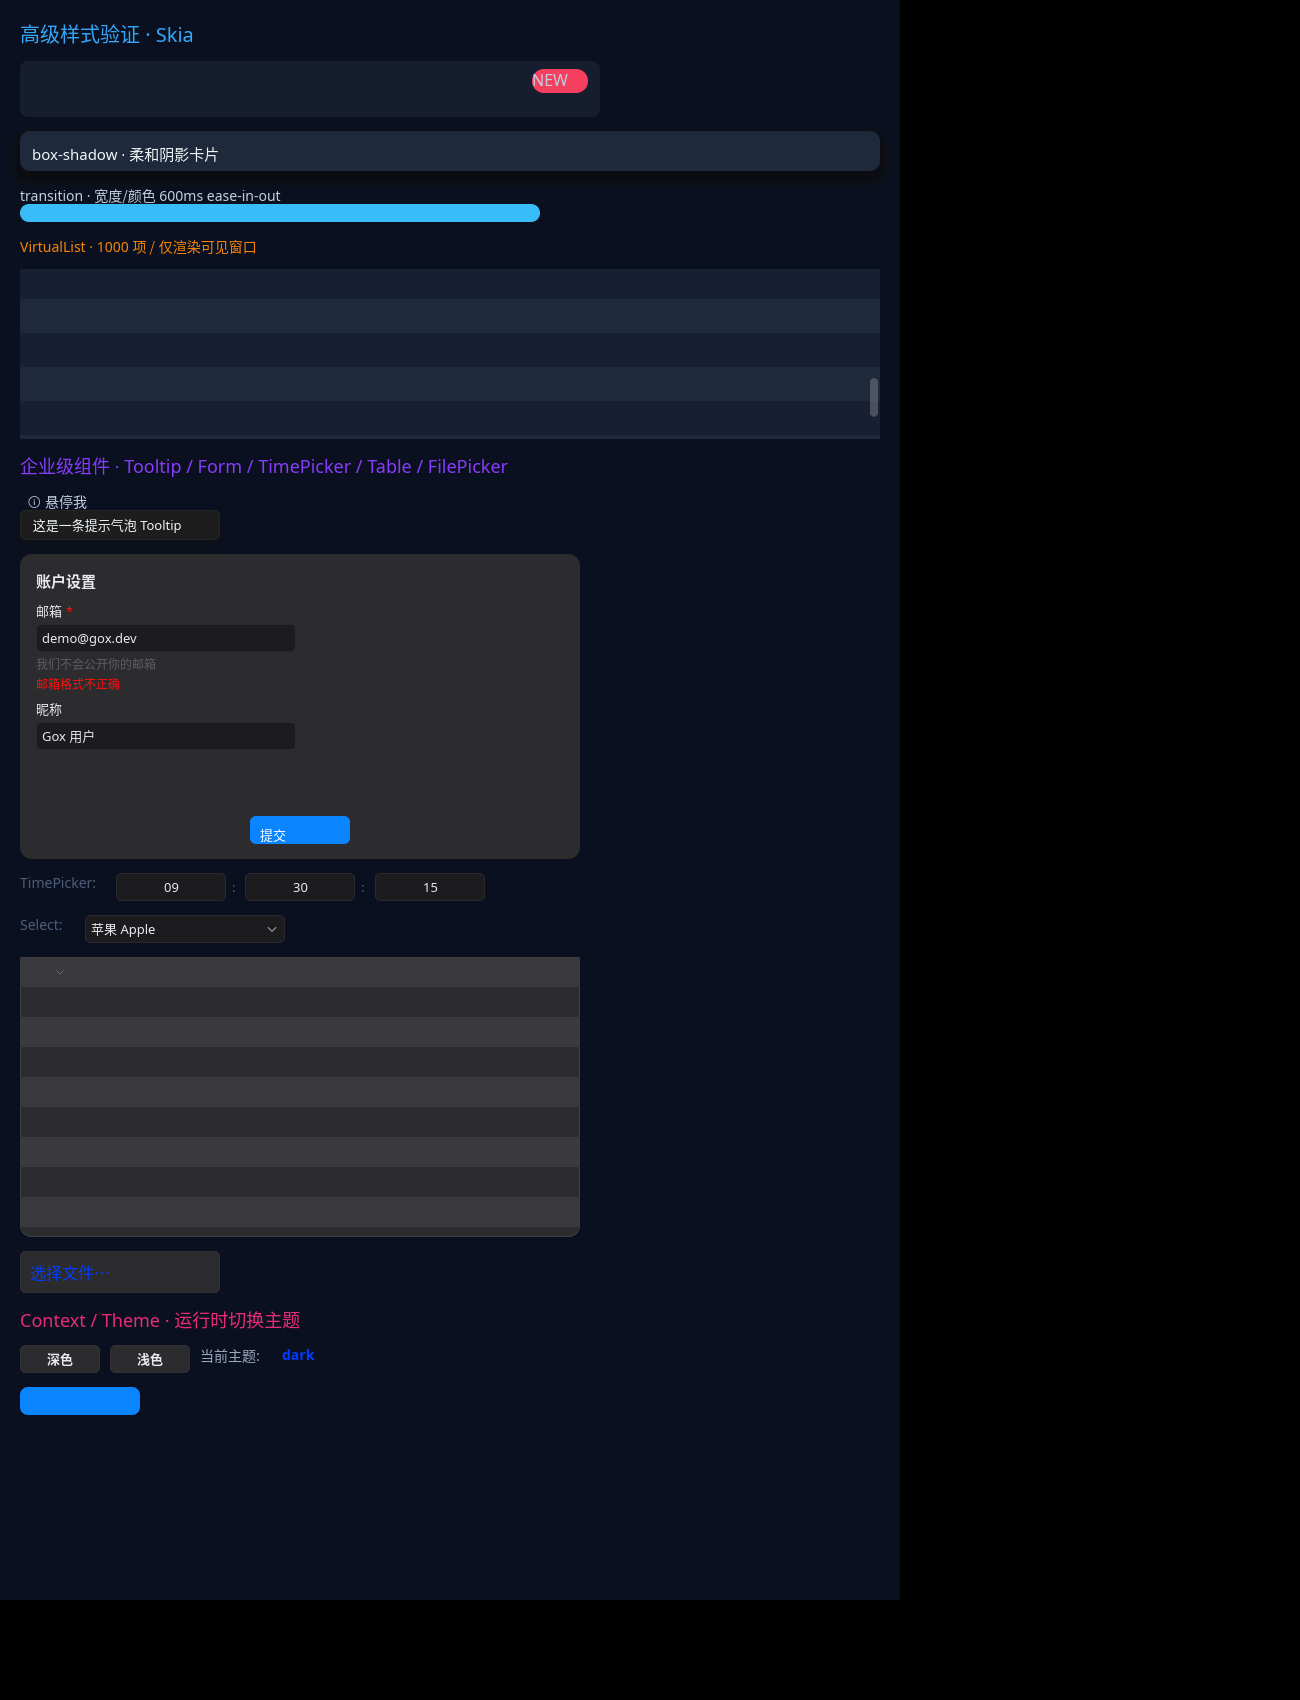 高级样式验证 · Skia
NEW
box-shadow · 柔和阴影卡片
transition · 宽度/颜色 600ms ease-in-out
VirtualList · 1000 项 / 仅渲染可见窗口
企业级组件 · Tooltip / Form / TimePicker / Table / FilePicker
ⓘ 悬停我
这是一条提示气泡 Tooltip
账户设置
邮箱 *
demo@gox.dev
我们不会公开你的邮箱
邮箱格式不正确
昵称
Gox 用户
提交
TimePicker: 09 : 30 : 15
Select: 苹果 Apple
选择文件…
Context / Theme · 运行时切换主题
深色 浅色 当前主题: dark